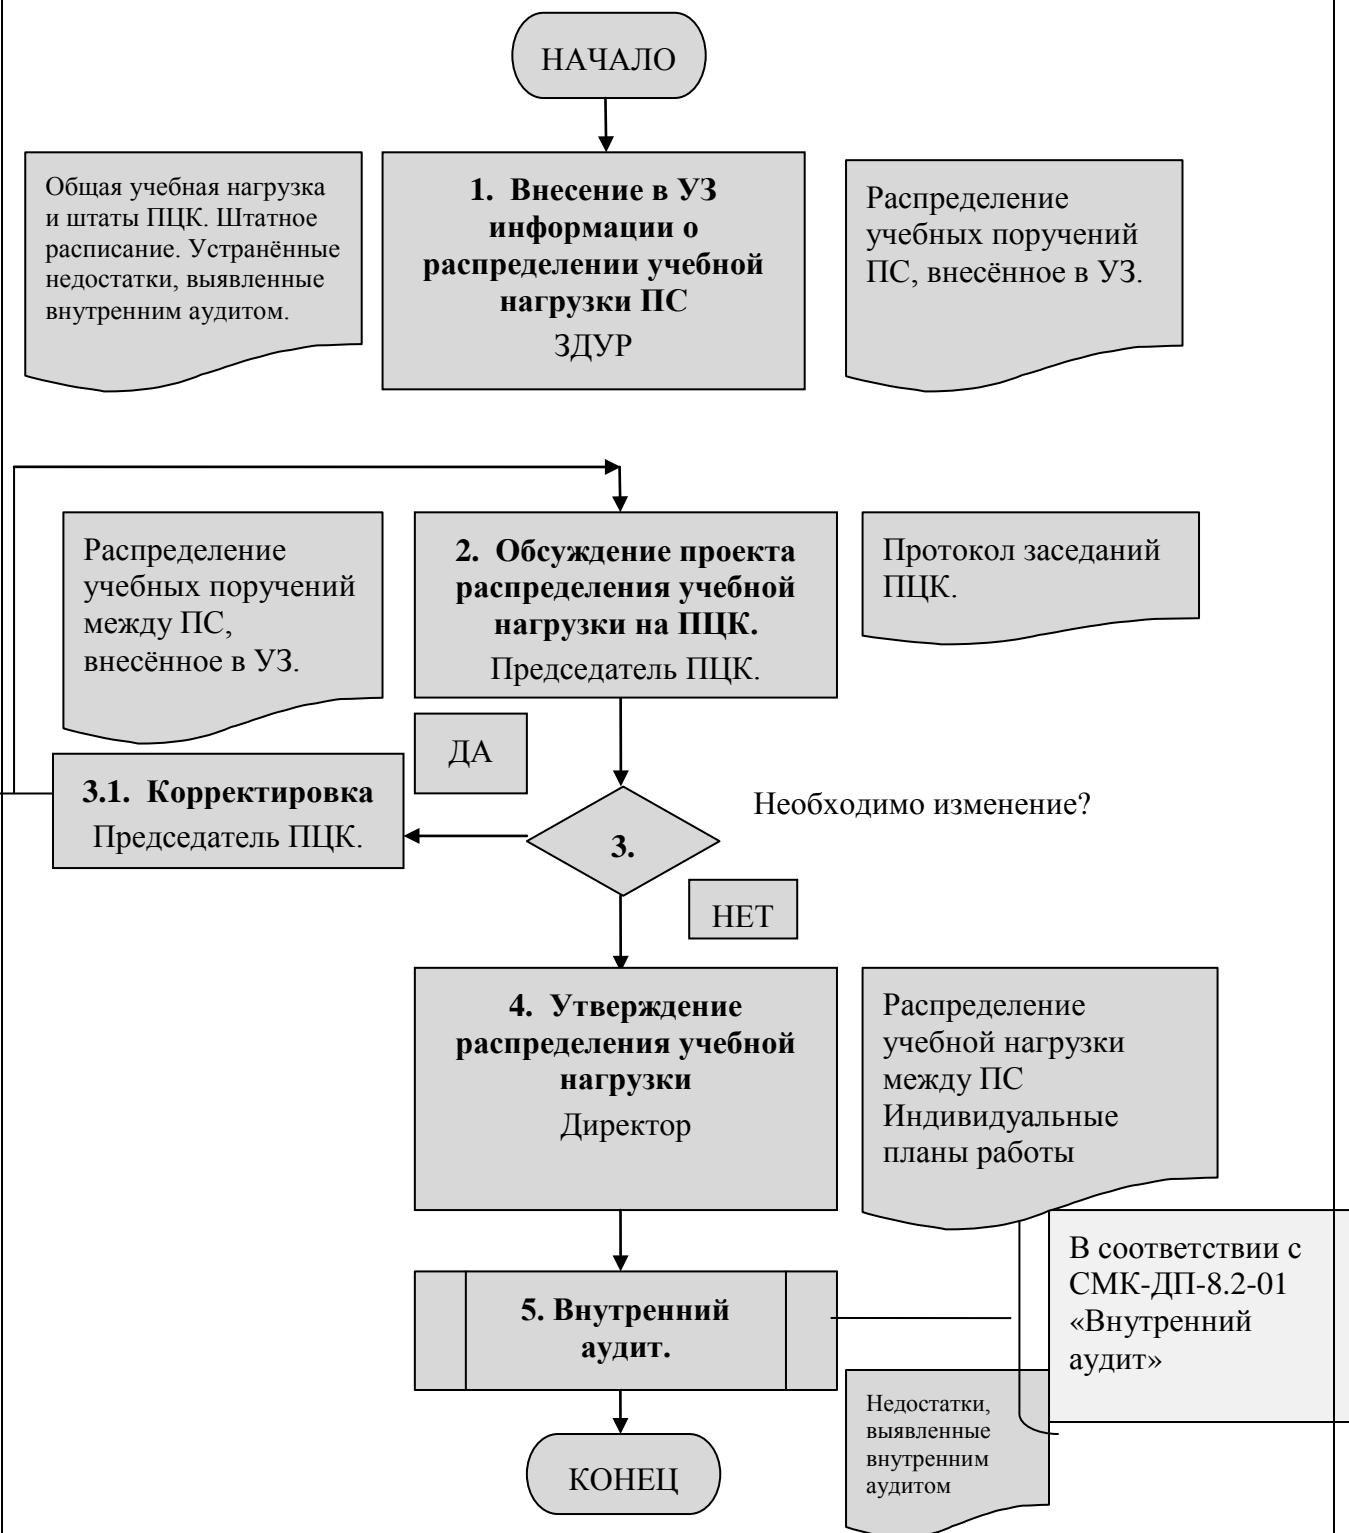 НАЧАЛО
Общая учебная нагрузка
и штаты ПЦК. Штатное
расписание. Устранённые
недостатки, выявленные
внутренним аудитом.
1. Внесение в УЗ
информации о
распределении учебной
нагрузки ПС
ЗДУР
Распределение
учебных поручений
ПС, внесённое в УЗ.
Распределение
учебных поручений
между ПС,
внесённое в УЗ.
2. Обсуждение проекта
распределения учебной
нагрузки на ПЦК.
Председатель ПЦК.
Протокол заседаний
ПЦК.
ДА
3.1. Корректировка
Председатель ПЦК.
3.
Необходимо изменение?
НЕТ
4. Утверждение
распределения учебной
нагрузки
Директор
Распределение
учебной нагрузки
между ПС
Индивидуальные
планы работы
5. Внутренний
аудит.
В соответствии с
СМК-ДП-8.2-01
«Внутренний
аудит»
Недостатки,
выявленные
внутренним
аудитом
КОНЕЦ